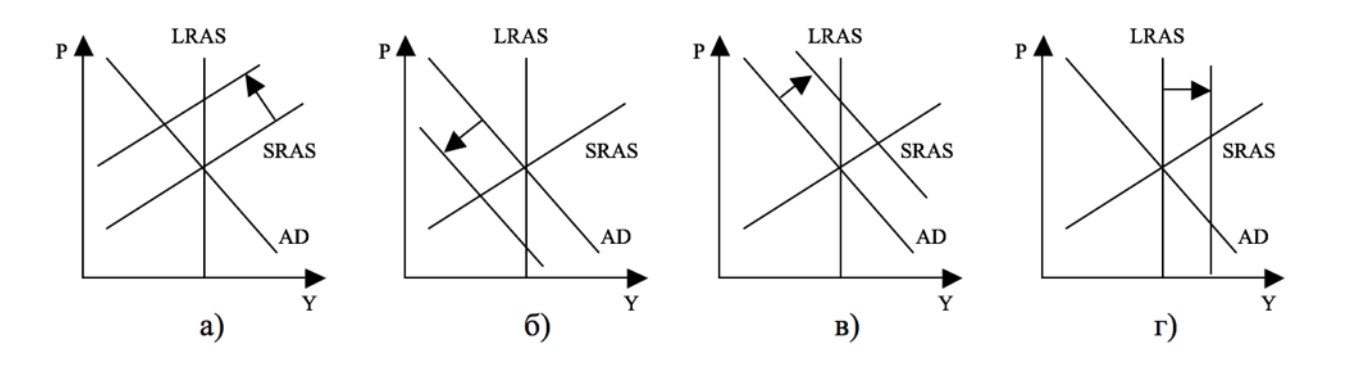 LRAS LRAS LRAS LRAS
P P P P
SRAS SRAS SRAS SRAS
AD AD AD AD
Y Y Y Y
а) б) в) г)